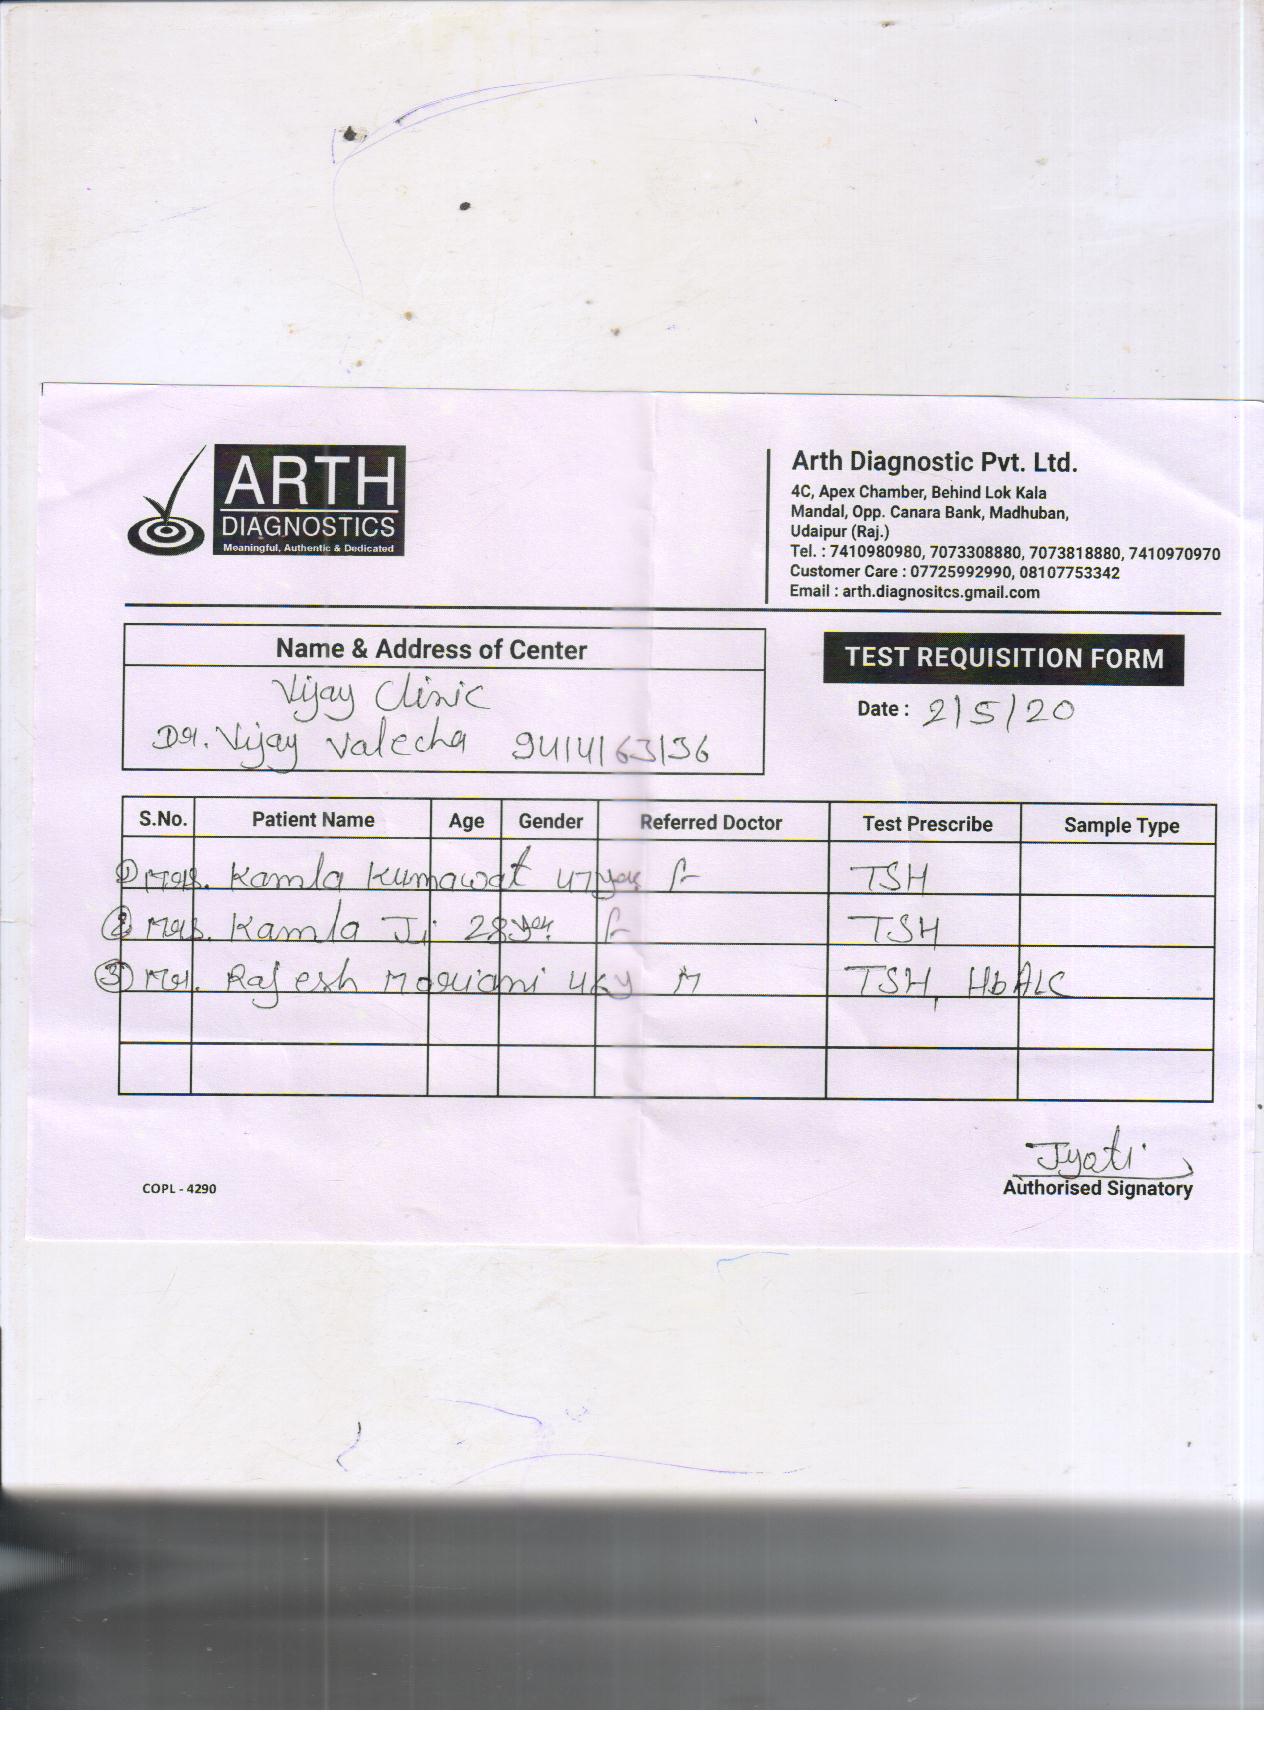 ARTH
DIAGNOSTICS
Meaningful, Authentic & Dedicated
Arth Diagnostic Pvt. Ltd.
4C, Apex Chamber, Behind Lok Kala
Mandal, Opp. Canara Bank, Madhuban,
Udaipur (Raj.)
Tel. : 7410980980, 7073308880, 7073818880, 7410970970
Customer Care : 07725992990, 08107753342
Email : arth.diagnositcs.gmail.com
Name & Address of Center
Vijay Clinic
Dr. Vijay Valecha 9414163136
TEST REQUISITION FORM
Date : 2/5/20
S.No. Patient Name Age Gender Referred Doctor Test Prescribe Sample Type
1 Mrs. Kamla Kumawat 47 year F TSH
2 Mrs. Kamla Ji 28 year F TSH
3 Mr. Rajesh Moriani M TSH, HbA1C
Jyoti
Authorised Signatory
COPL - 4290